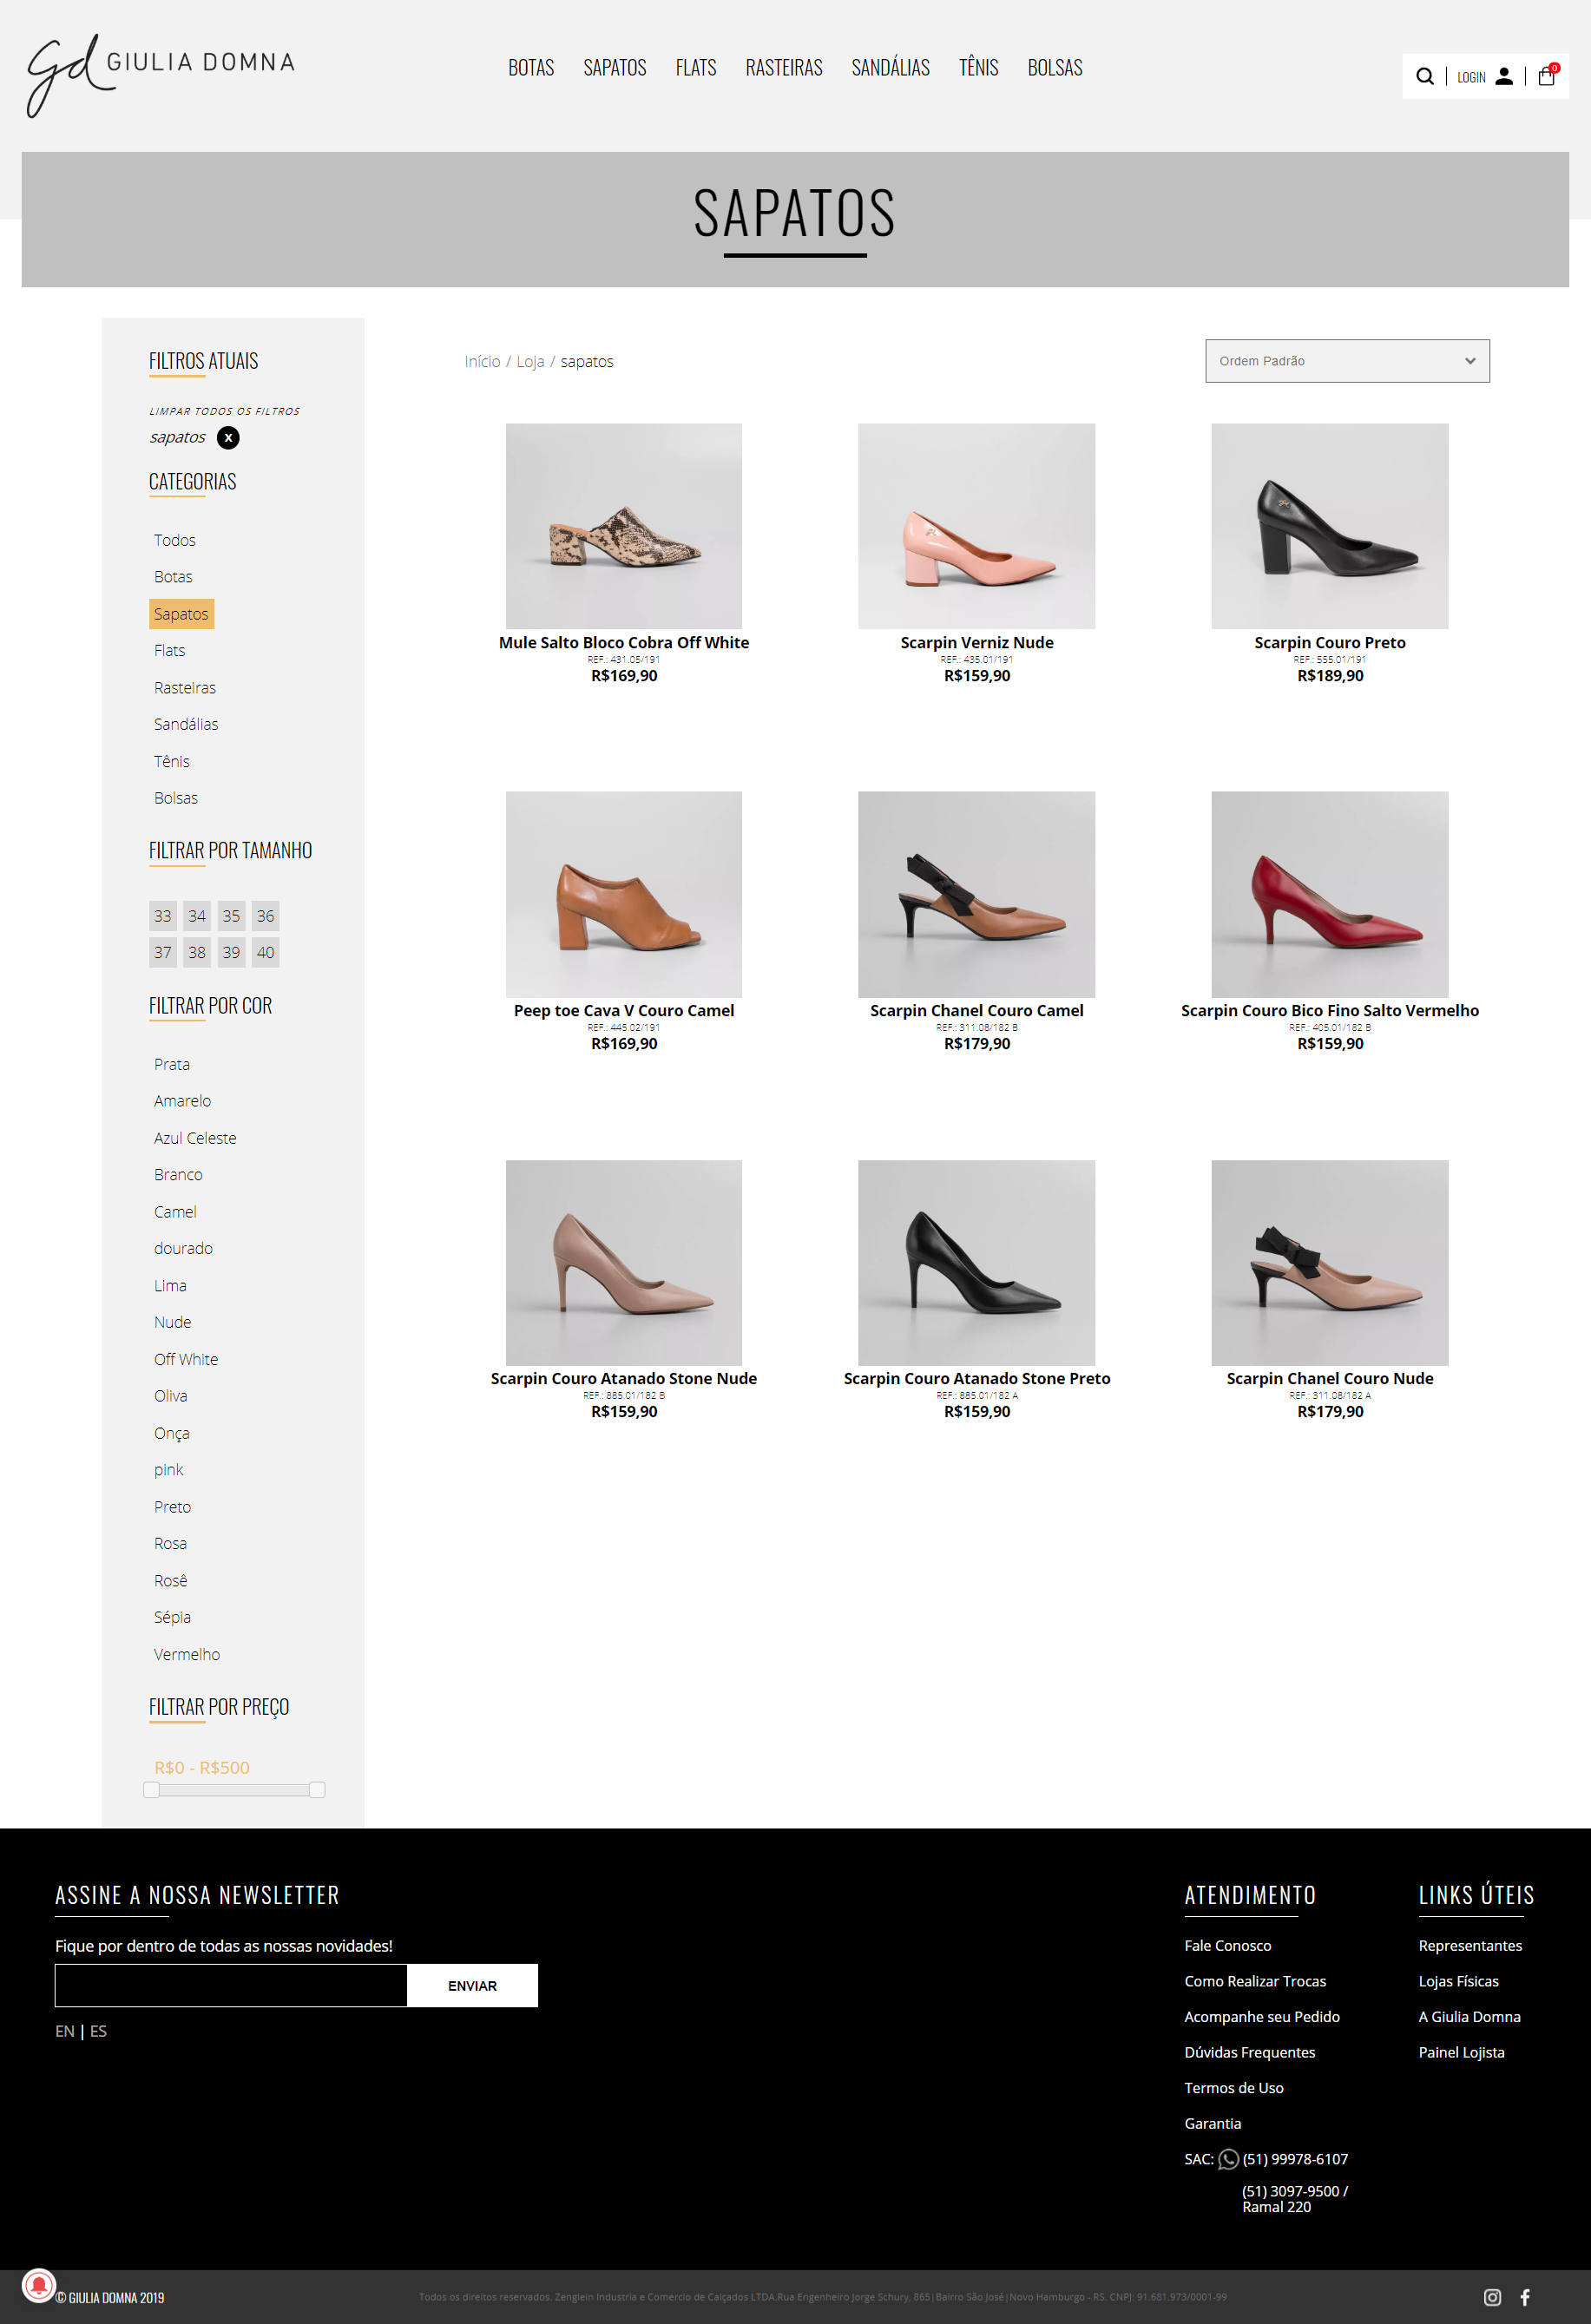 gd GIULIA DOMNA
BOTAS SAPATOS FLATS RASTEIRAS SANDÁLIAS TÊNIS BOLSAS
LOGIN 0
SAPATOS
FILTROS ATUAIS
LIMPAR TODOS OS FILTROS
sapatos x
CATEGORIAS
Todos
Botas
Sapatos
Flats
Rasteiras
Sandálias
Tênis
Bolsas
FILTRAR POR TAMANHO
33 34 35 36
37 38 39 40
FILTRAR POR COR
Prata
Amarelo
Azul Celeste
Branco
Camel
dourado
Lima
Nude
Off White
Oliva
Onça
pink
Preto
Rosa
Rosê
Sépia
Vermelho
FILTRAR POR PREÇO
R$0 - R$500
Início / Loja / sapatos
Ordem Padrão
Mule Salto Bloco Cobra Off White
REF.: 431.05/191
R$169,90
Scarpin Verniz Nude
REF.: 435.01/191
R$159,90
Scarpin Couro Preto
REF.: 555.01/191
R$189,90
Peep toe Cava V Couro Camel
REF.: 445.02/191
R$169,90
Scarpin Chanel Couro Camel
REF.: 311.08/182 B
R$179,90
Scarpin Couro Bico Fino Salto Vermelho
REF.: 405.01/182 B
R$159,90
Scarpin Couro Atanado Stone Nude
REF.: 885.01/182 B
R$159,90
Scarpin Couro Atanado Stone Preto
REF.: 885.01/182 A
R$159,90
Scarpin Chanel Couro Nude
REF.: 311.08/182 A
R$179,90
ASSINE A NOSSA NEWSLETTER
Fique por dentro de todas as nossas novidades!
ENVIAR
EN | ES
ATENDIMENTO
Fale Conosco
Como Realizar Trocas
Acompanhe seu Pedido
Dúvidas Frequentes
Termos de Uso
Garantia
SAC: (51) 99978-6107
(51) 3097-9500 /
Ramal 220
LINKS ÚTEIS
Representantes
Lojas Físicas
A Giulia Domna
Painel Lojista
© GIULIA DOMNA 2019
Todos os direitos reservados. Zenglein Industria e Comercio de Calçados LTDA.Rua Engenheiro Jorge Schury, 865|Bairro São José|Novo Hamburgo - RS. CNPJ: 91.681.973/0001-99